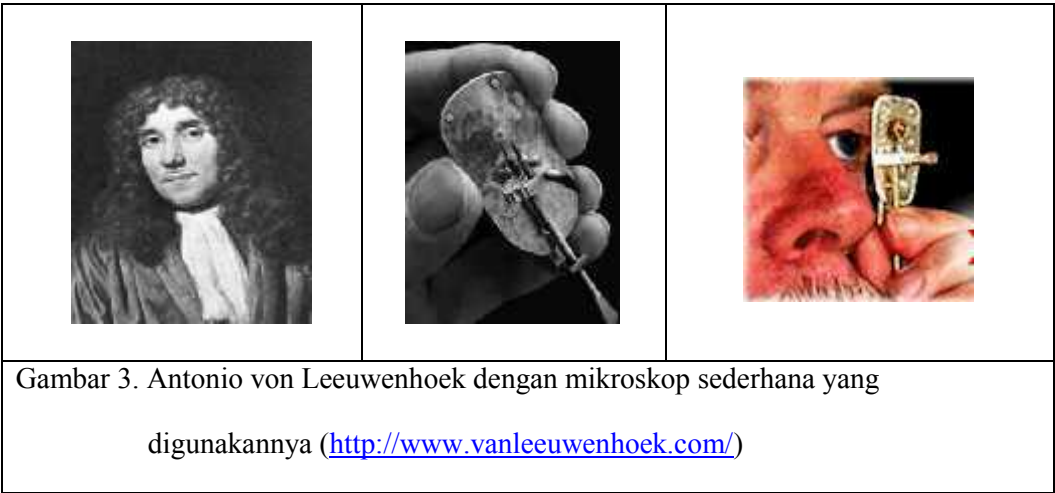 Gambar 3. Antonio von Leeuwenhoek dengan mikroskop sederhana yang
digunakannya (http://www.vanleeuwenhoek.com/)